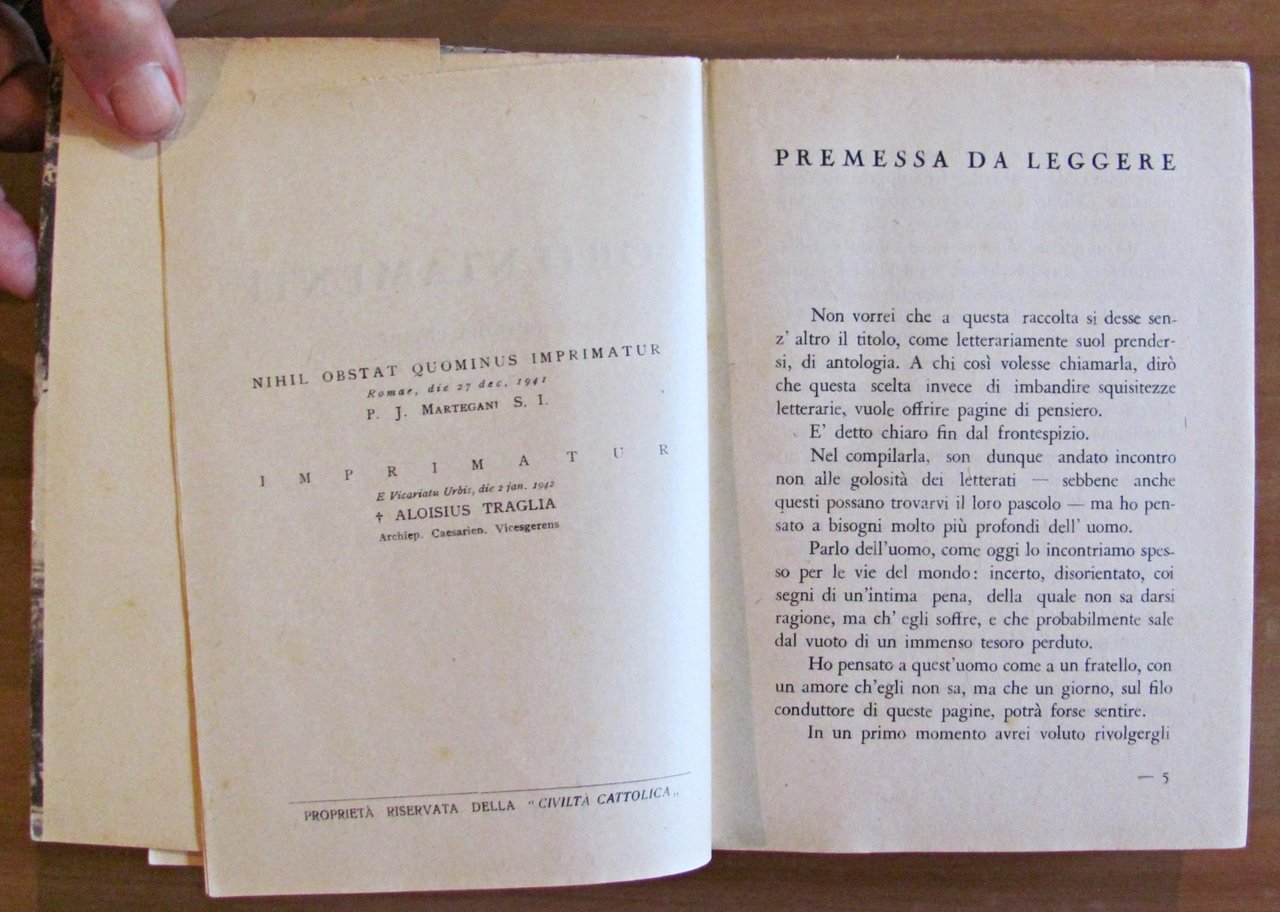 NIHIL OBSTAT QUOMINUS IMPRIMATUR
Romae, die 27 dec. 1941
P. J. MARTEGANI S. I.
IMPRIMATUR
E Vicariatu Urbis, die 2 jan. 1942
† ALOISIUS TRAGLIA
Archiep. Caesarien. Vicesgerens
PROPRIETÀ RISERVATA DELLA "CIVILTÀ CATTOLICA„
PREMESSA DA LEGGERE
Non vorrei che a questa raccolta si desse sen-
z' altro il titolo, come letterariamente suol prender-
si, di antologia. A chi così volesse chiamarla, dirò
che questa scelta invece di imbandire squisitezze
letterarie, vuole offrire pagine di pensiero.
E' detto chiaro fin dal frontespizio.
Nel compilarla, son dunque andato incontro
non alle golosità dei letterati — sebbene anche
questi possano trovarvi il loro pascolo — ma ho pen-
sato a bisogni molto più profondi dell' uomo.
Parlo dell'uomo, come oggi lo incontriamo spes-
so per le vie del mondo: incerto, disorientato, coi
segni di un'intima pena, della quale non sa darsi
ragione, ma ch' egli soffre, e che probabilmente sale
dal vuoto di un immenso tesoro perduto.
Ho pensato a quest'uomo come a un fratello, con
un amore ch'egli non sa, ma che un giorno, sul filo
conduttore di queste pagine, potrà forse sentire.
In un primo momento avrei voluto rivolgergli
— 5